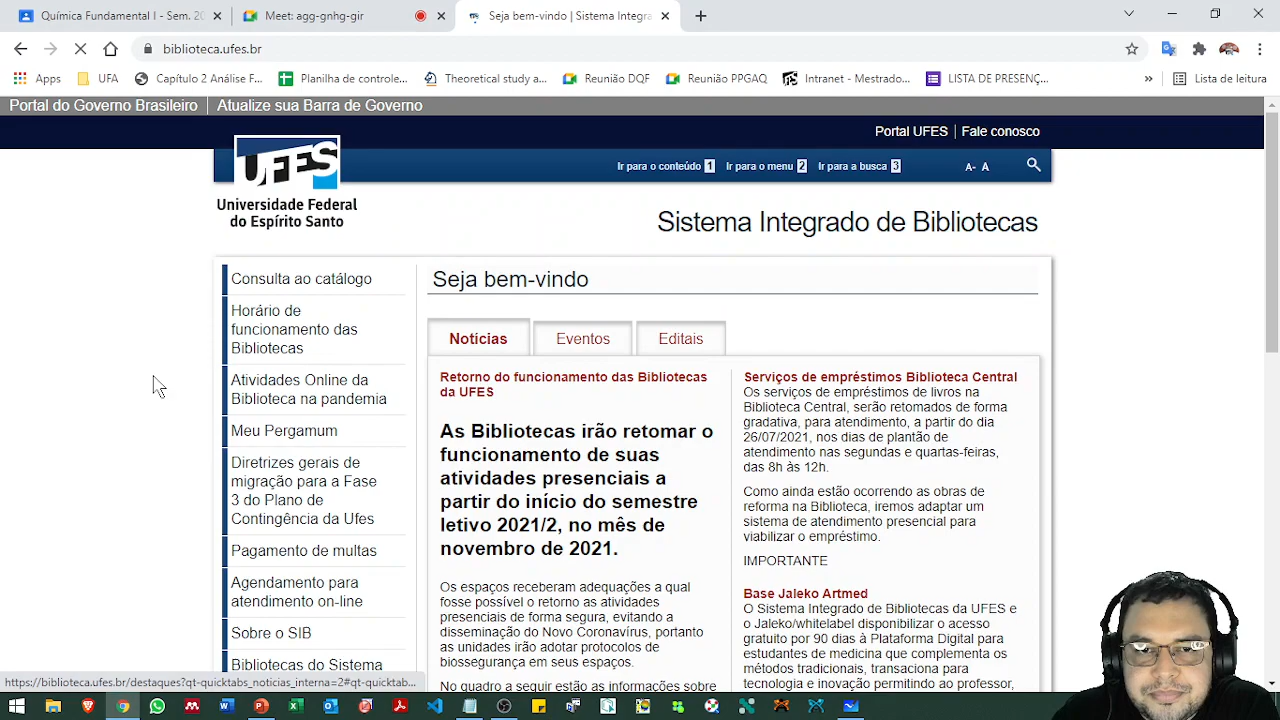 Química Fundamental I - Sem. 20
Meet: agg-gnhg-gir
Seja bem-vindo | Sistema Integra
biblioteca.ufes.br
Apps
UFA
Capítulo 2 Análise F...
Planilha de controle...
Theoretical study a...
Reunião DQF
Reunião PPGAQ
Intranet - Mestrado...
LISTA DE PRESENÇ...
»
Lista de leitura
Portal do Governo Brasileiro
Atualize sua Barra de Governo
Portal UFES
Fale conosco
UFES
Universidade Federal
do Espírito Santo
Ir para o conteúdo 1
Ir para o menu 2
Ir para a busca 3
A- A
Sistema Integrado de Bibliotecas
Consulta ao catálogo
Horário de
funcionamento das
Bibliotecas
Atividades Online da
Biblioteca na pandemia
Meu Pergamum
Diretrizes gerais de
migração para a Fase
3 do Plano de
Contingência da Ufes
Pagamento de multas
Agendamento para
atendimento on-line
Sobre o SIB
Bibliotecas do Sistema
Seja bem-vindo
Notícias
Eventos
Editais
Retorno do funcionamento das Bibliotecas
da UFES
As Bibliotecas irão retomar o
funcionamento de suas
atividades presenciais a
partir do início do semestre
letivo 2021/2, no mês de
novembro de 2021.
Os espaços receberam adequações a qual
fosse possível o retorno as atividades
presenciais de forma segura, evitando a
disseminação do Novo Coronavírus, portanto
as unidades irão adotar protocolos de
biossegurança em seus espaços.
No quadro a seguir estão as informações sobre
Serviços de empréstimos Biblioteca Central
Os serviços de empréstimos de livros na
Biblioteca Central, serão retomados de forma
gradativa, para atendimento, a partir do dia
26/07/2021, nos dias de plantão de
atendimento nas segundas e quartas-feiras,
das 8h às 12h.
Como ainda estão ocorrendo as obras de
reforma na Biblioteca, iremos adaptar um
sistema de atendimento presencial para
viabilizar o empréstimo.
IMPORTANTE
Base Jaleko Artmed
O Sistema Integrado de Bibliotecas da UFES e
o Jaleko/whitelabel disponibilizar o acesso
gratuito por 90 dias à Plataforma Digital para
estudantes de medicina que complementa os
métodos tradicionais, transaciona para
tecnologia e inovação permitindo ao professor,
https://biblioteca.ufes.br/destaques?qt-quicktabs_noticias_interna=2#qt-quicktab...